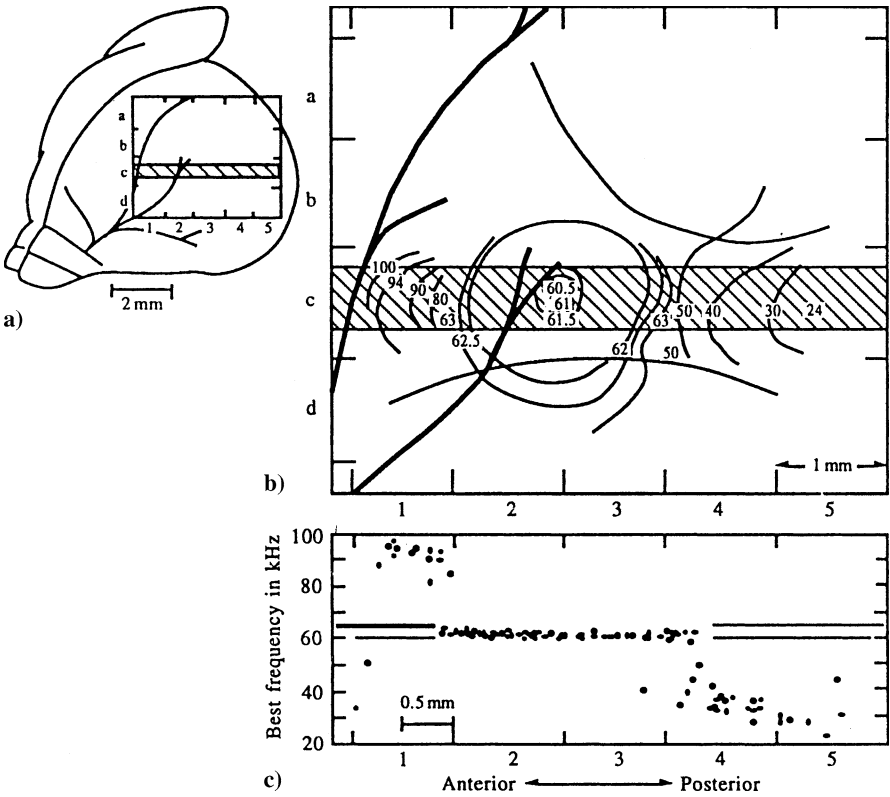 a
b
c
d
1 2 3 4 5
2 mm
a)
a
b
c
d
100
94
90
80
63
62.5
60.5
61
61.5
62
63
50
50
40
30
24
1 mm
b)
1 2 3 4 5
Best frequency in kHz
100
80
60
40
20
0.5 mm
1 2 3 4 5
c)
Anterior Posterior